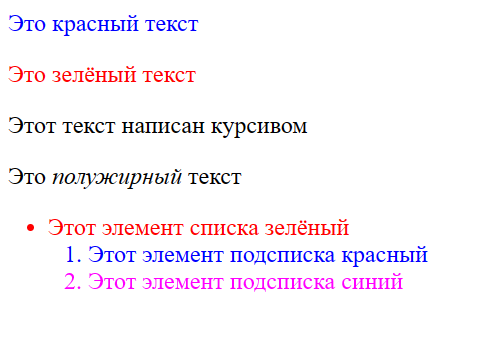 Это красный текст
Это зелёный текст
Этот текст написан курсивом
Это полужирный текст
• Этот элемент списка зелёный
1. Этот элемент подсписка красный
2. Этот элемент подсписка синий